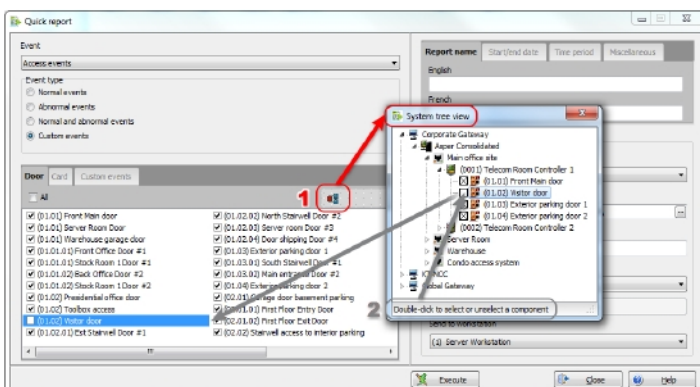 Quick report
Event
Access events
Event type
Normal events
Abnormal events
Normal and abnormal events
Custom events
Door Card Custom events
All
1
(01.01) Front Main door
(01.01) Server Room Door
(01.01) Warehouse garage door
(01.01.01) Front Office Door #1
(01.01.01) Stock Room 1 Door #1
(01.01.02) Back Office Door #2
(01.01.02) Stock Room 1 Door #2
(01.02) Presidential office door
(01.02) Toolbox access
(01.02) Visitor door
(01.02.01) Est Stairwell Door #1
(01.02.02) North Stairwell Door #2
(01.02.03) Server room Door #3
(01.02.04) Door shipping Door #4
(01.03) Exterior parking door 1
(01.03.01) South Stairwell Door #1
(01.03.02) Main entrance Door #2
(01.04) Exterior parking door 2
(02.01) Garage door basement parking
First Floor Entry Door
(02.01.02) First Floor Exit Door
(02.02) Stairwell access to interior parking
Report name Start/end date Time period Miscellaneous
English
French
System tree view
Corporate Gateway
Asper Consolidated
Main office site
(0001) Telecom Room Controller 1
(01.01) Front Main door
(01.02) Visitor door
(01.03) Exterior parking door 1
(01.04) Exterior parking door 2
(0002) Telecom Room Controller 2
Server Room
Warehouse
Condo access system
Global Gateway
2
Double-click to select or unselect a component
Send to Workstation
(1) Server Workstation
Execute Close Help